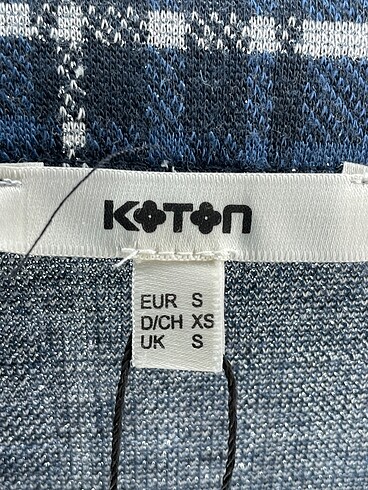 KOTON
EUR S
D/CH XS
UK S